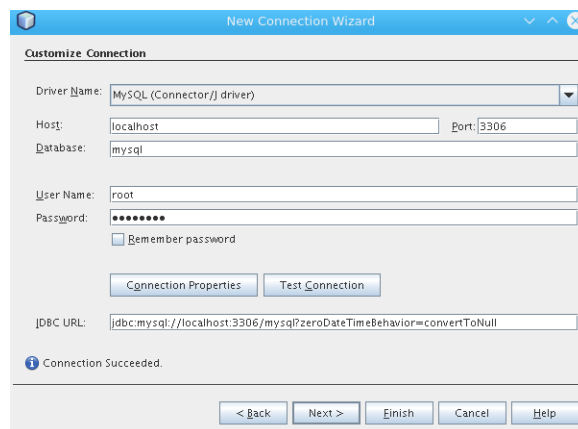 New Connection Wizard
Customize Connection
Driver Name: MySQL (Connector/J driver)
Host: localhost Port: 3306
Database: mysql
User Name: root
Password: ●●●●●●●●
Remember password
Connection Properties Test Connection
JDBC URL: jdbc:mysql://localhost:3306/mysql?zeroDateTimeBehavior=convertToNull
Connection Succeeded.
< Back Next > Finish Cancel Help